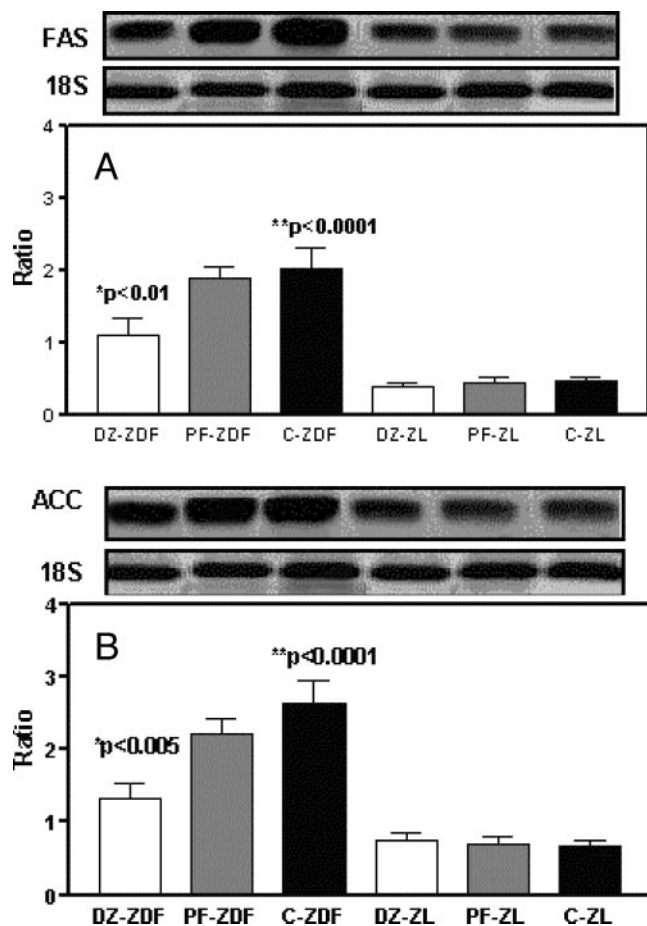 FAS
18S
4
A
3
**p<0.0001
Ratio
2
*p<0.01
1
0
DZ-ZDF PF-ZDF C-ZDF DZ-ZL PF-ZL C-ZL
ACC
18S
4
B
**p<0.0001
3
Ratio
*p<0.005
2
1
0
DZ-ZDF PF-ZDF C-ZDF DZ-ZL PF-ZL C-ZL